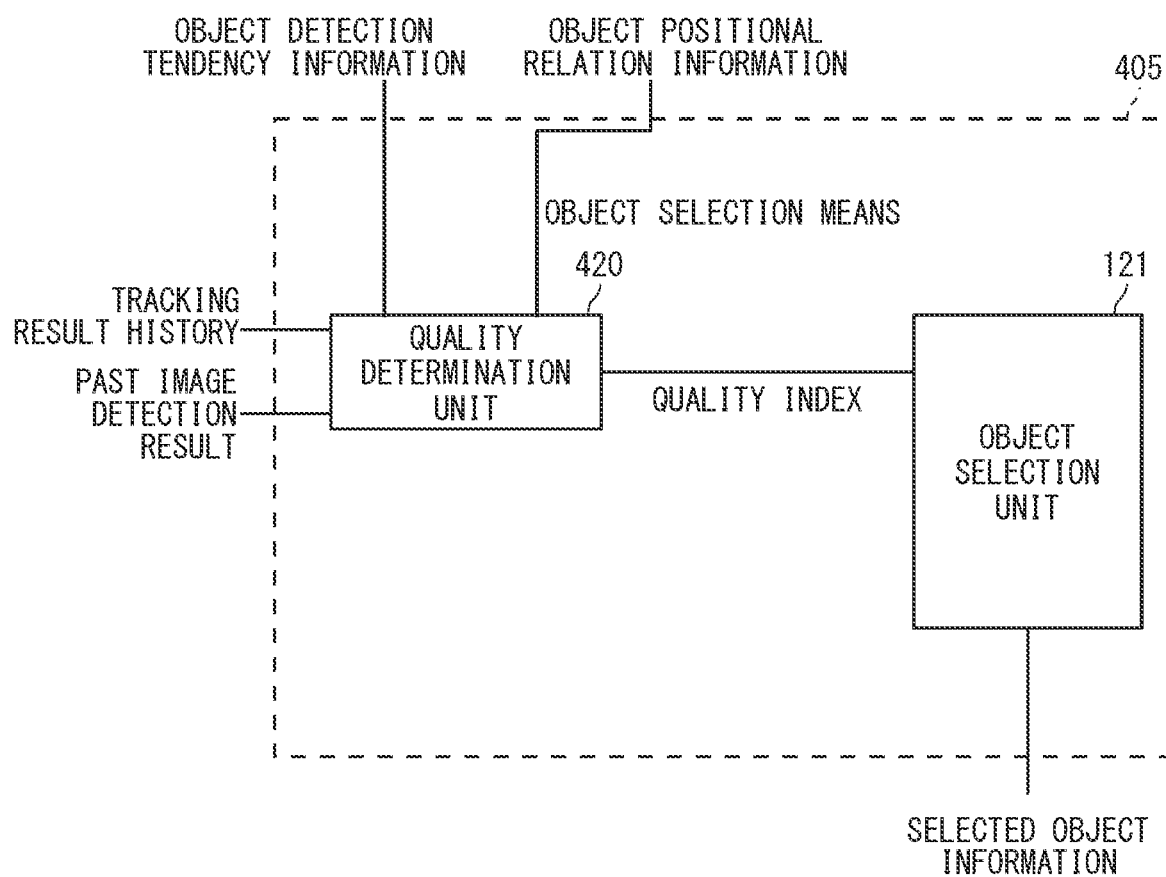 OBJECT DETECTION
TENDENCY INFORMATION
OBJECT POSITIONAL
RELATION INFORMATION
405
OBJECT SELECTION MEANS
420
121
TRACKING
RESULT HISTORY
PAST IMAGE
DETECTION
RESULT
QUALITY
DETERMINATION
UNIT
QUALITY INDEX
OBJECT
SELECTION
UNIT
SELECTED OBJECT
INFORMATION